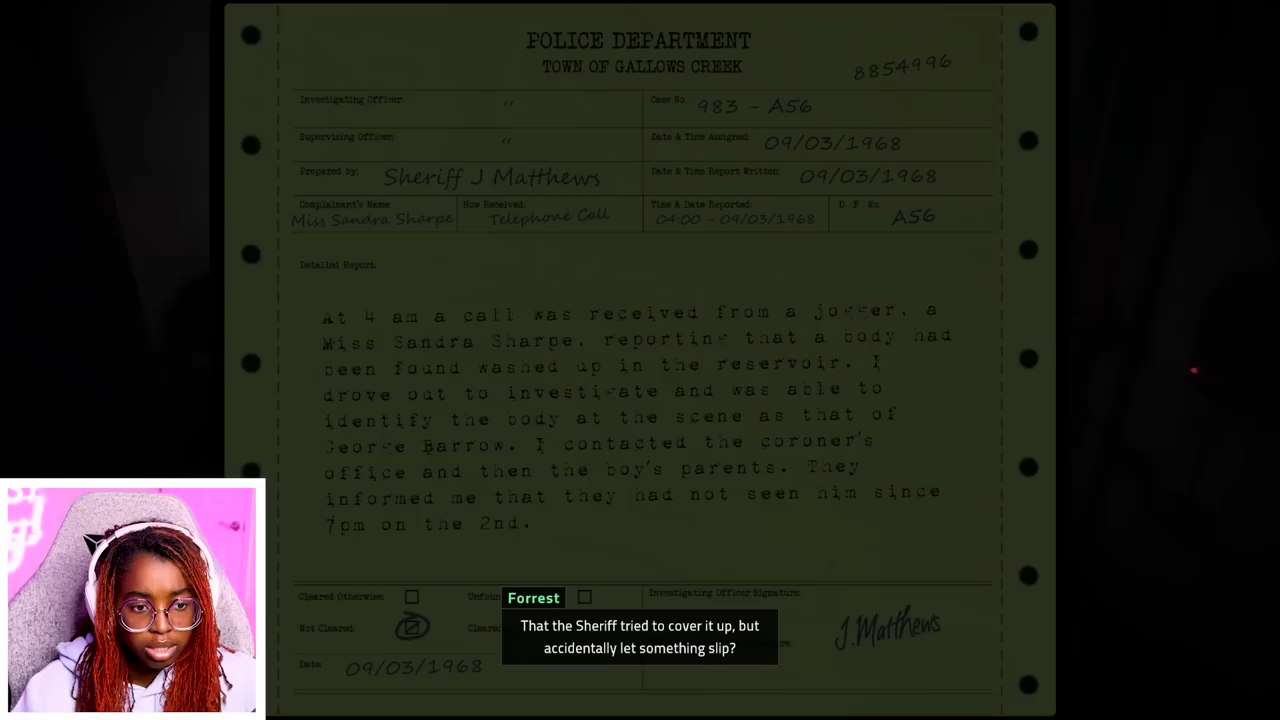 POLICE DEPARTMENT
TOWN OF GALLOWS CREEK
8854996
Investigating Officer: "
Case No. 983 - A56
Supervising Officer: "
Date & Time Assigned: 09/03/1968
Prepared by: Sheriff J Matthews
Date & Time Report Written: 09/03/1968
Complainant's Name: Miss Sandra Sharpe
How Received: Telephone Call
Time & Date Reported: 04:00 - 09/03/1968
D. F. No. A56
Detailed Report:
At 4 am a call was received from a jogger, a
Miss Sandra Sharpe, reporting that a body had
been found washed up in the reservoir. I
drove out to investigate and was able to
identify the body at the scene as that of
George Barrow. I contacted the coroner's
office and then the boy's parents. They
informed me that they had not seen him since
7pm on the 2nd.
Cleared Otherwise:
Investigating Officer Signature:
Not Cleared:
J.Matthews
Date: 09/03/1968
Forrest
That the Sheriff tried to cover it up, but
accidentally let something slip?